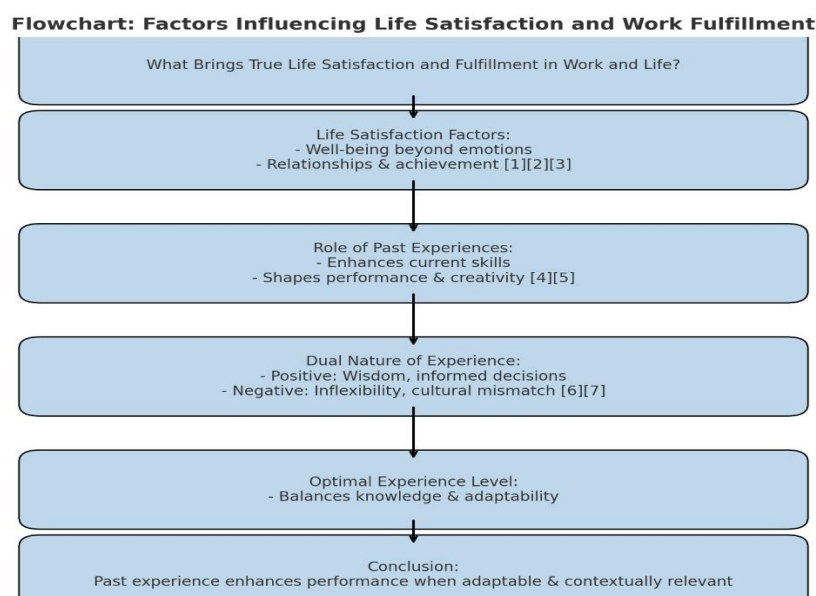 Flowchart: Factors Influencing Life Satisfaction and Work Fulfillment
What Brings True Life Satisfaction and Fulfillment in Work and Life?
Life Satisfaction Factors:
- Well-being beyond emotions
- Relationships & achievement [1][2][3]
Role of Past Experiences:
- Enhances current skills
- Shapes performance & creativity [4][5]
Dual Nature of Experience:
- Positive: Wisdom, informed decisions
- Negative: Inflexibility, cultural mismatch [6][7]
Optimal Experience Level:
- Balances knowledge & adaptability
Conclusion:
Past experience enhances performance when adaptable & contextually relevant